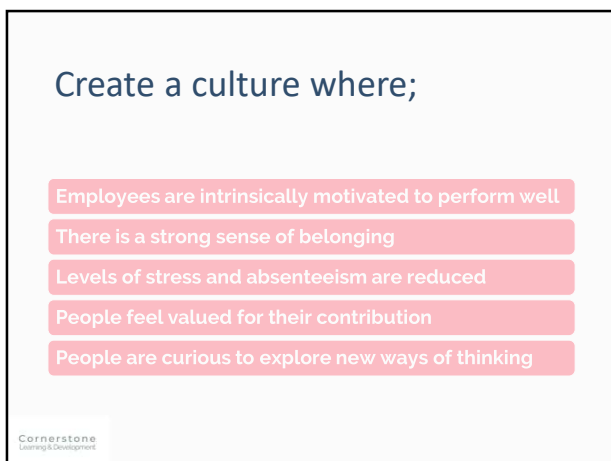 Create a culture where;
Employees are intrinsically motivated to perform well
There is a strong sense of belonging
Levels of stress and absenteeism are reduced
People feel valued for their contribution
People are curious to explore new ways of thinking
Cornerstone
Learning & Development